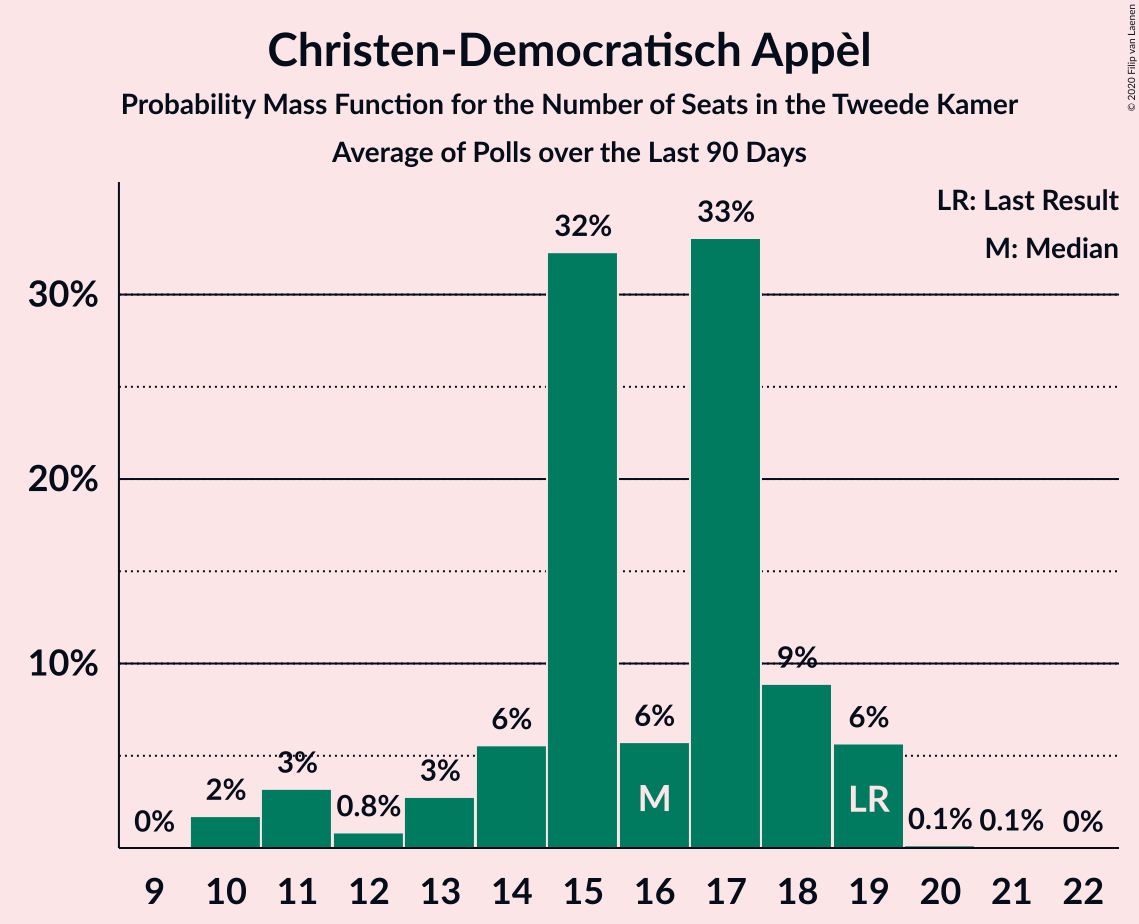 Christen-Democratisch Appèl
Probability Mass Function for the Number of Seats in the Tweede Kamer
Average of Polls over the Last 90 Days
© 2020 Filip van Laenen
LR: Last Result
M: Median
30%
20%
10%
0%
2%
3%
0.8%
3%
6%
32%
6%
33%
9%
6%
0.1%
0.1%
0%
M
LR
9 10 11 12 13 14 15 16 17 18 19 20 21 22